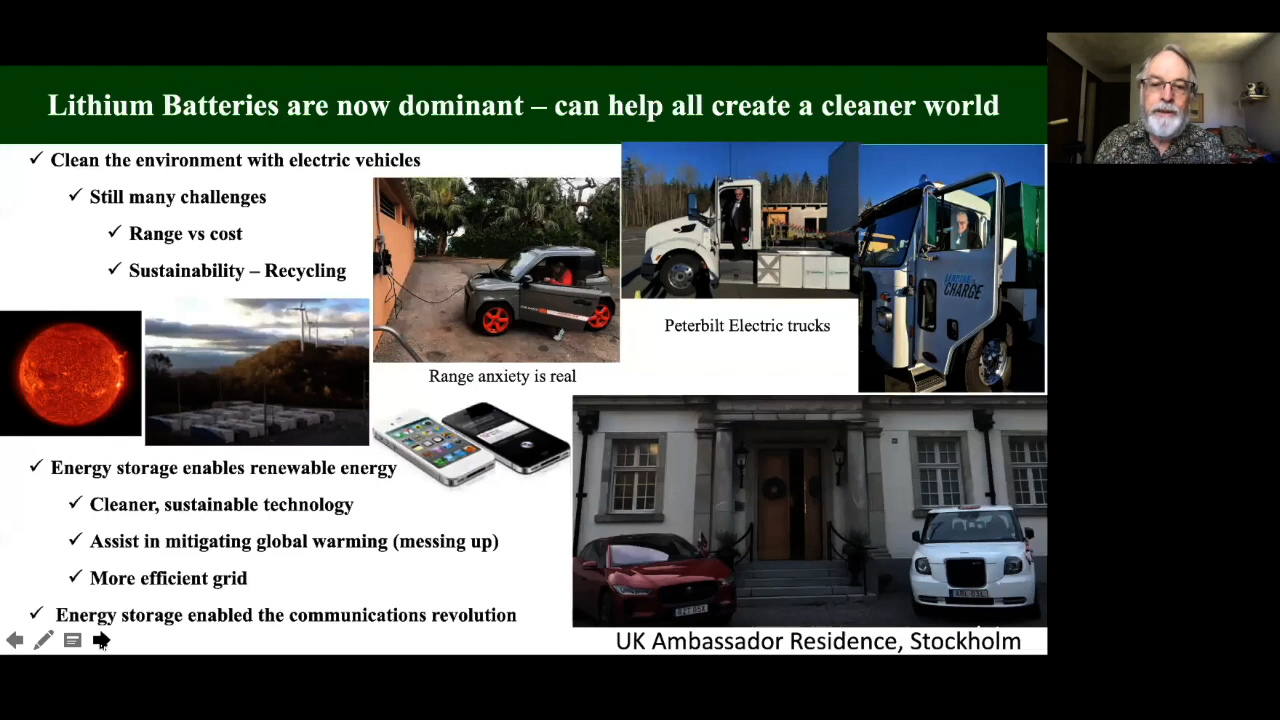 Lithium Batteries are now dominant – can help all create a cleaner world
✓ Clean the environment with electric vehicles
✓ Still many challenges
✓ Range vs cost
✓ Sustainability – Recycling
LEADING THE
CHARGE
Peterbilt Electric trucks
Range anxiety is real
✓ Energy storage enables renewable energy
✓ Cleaner, sustainable technology
✓ Assist in mitigating global warming (messing up)
✓ More efficient grid
✓ Energy storage enabled the communications revolution
UK Ambassador Residence, Stockholm